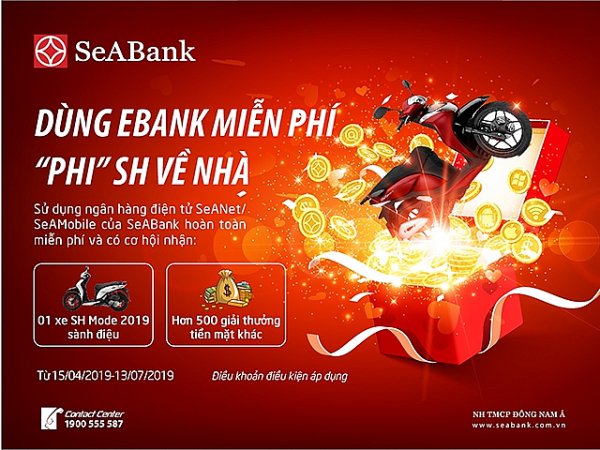 SeABank
DÙNG EBANK MIỄN PHÍ
“PHI” SH VỀ NHÀ
Sử dụng ngân hàng điện tử SeANet/
SeAMobile của SeABank hoàn toàn
miễn phí và có cơ hội nhận:
01 xe SH Mode 2019
sành điệu
Hơn 500 giải thưởng
tiền mặt khác
Từ 15/04/2019-13/07/2019
Điều khoản điều kiện áp dụng
Contact Center
1900 555 587
NH TMCP ĐÔNG NAM Á
www.seabank.com.vn